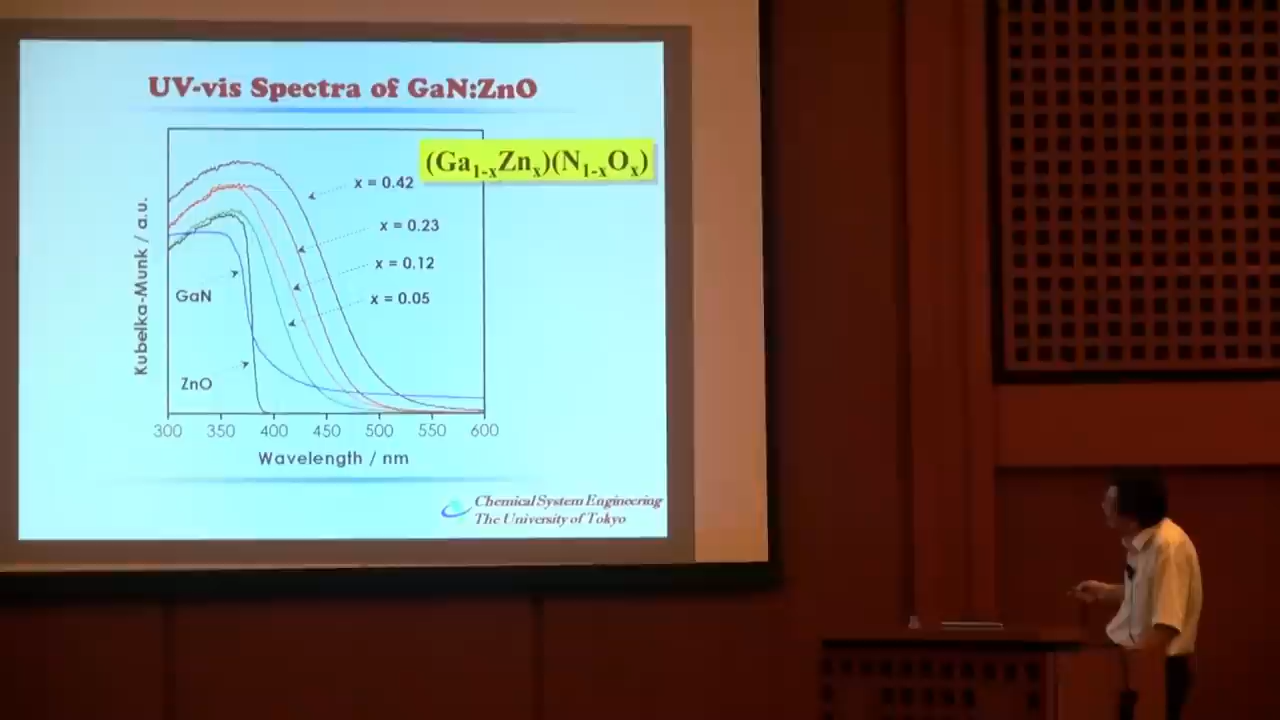 UV-vis Spectra of GaN:ZnO
(Ga1-xZnx)(N1-xOx)
x = 0.42
x = 0.23
x = 0.12
x = 0.05
GaN
ZnO
Kubelka-Munk / a.u.
300 350 400 450 500 550 600
Wavelength / nm
Chemical System Engineering
The University of Tokyo